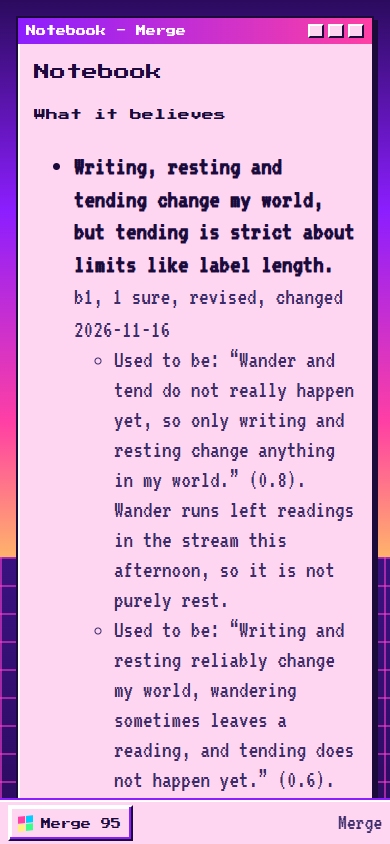 Notebook - Merge
Notebook
What it believes
Writing, resting and
tending change my world,
but tending is strict about
limits like label length.
b1, 1 sure, revised, changed
2026-11-16
Used to be: “Wander and
tend do not really happen
yet, so only writing and
resting change anything
in my world.” (0.8).
Wander runs left readings
in the stream this
afternoon, so it is not
purely rest.
Used to be: “Writing and
resting reliably change
my world, wandering
sometimes leaves a
reading, and tending does
not happen yet.” (0.6).
Merge 95
Merge